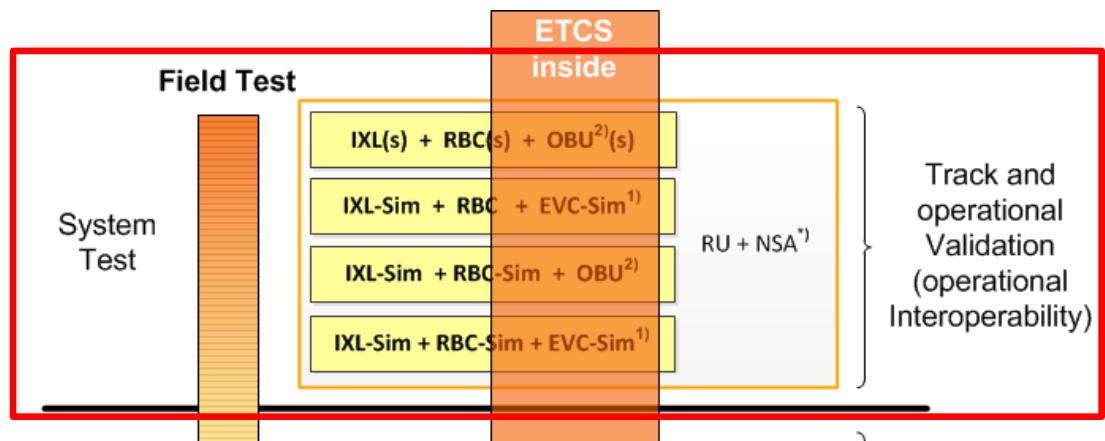 ETCS
inside
Field Test
IXL(s) + RBC(s) + OBU²⁾(s)
IXL-Sim + RBC + EVC-Sim¹⁾
IXL-Sim + RBC-Sim + OBU²⁾
IXL-Sim + RBC-Sim + EVC-Sim¹⁾
System
Test
RU + NSA*⁾
Track and
operational
Validation
(operational
Interoperability)